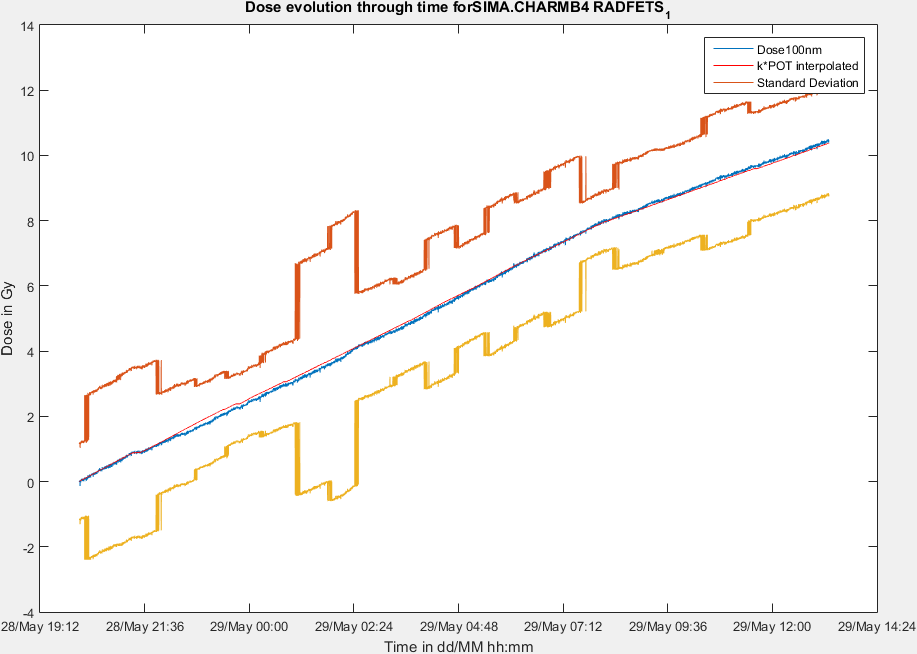 Dose evolution through time forSIMA.CHARMB4 RADFETS1
14
12
10
8
6
4
2
0
-2
-4
Dose in Gy
Dose100nm
k*POT interpolated
Standard Deviation
28/May 19:12 28/May 21:36 29/May 00:00 29/May 02:24 29/May 04:48 29/May 07:12 29/May 09:36 29/May 12:00 29/May 14:24
Time in dd/MM hh:mm